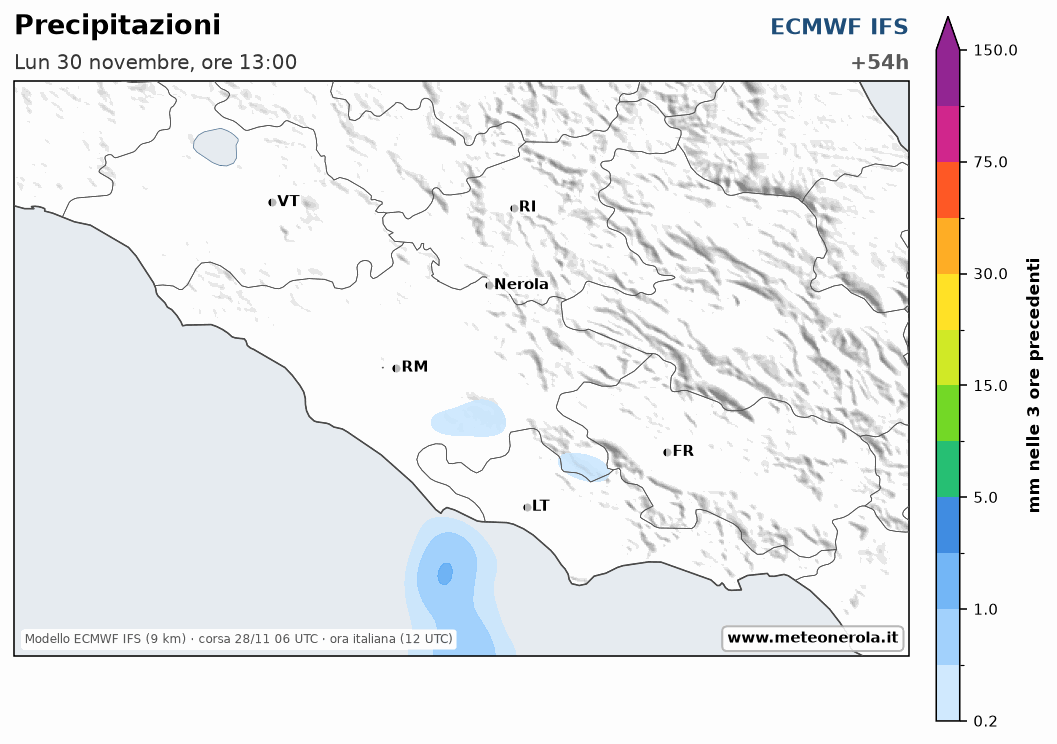 Precipitazioni
ECMWF IFS
Lun 30 novembre, ore 13:00
+54h
150.0
75.0
30.0
15.0
5.0
1.0
0.2
mm nelle 3 ore precedenti
VT
RI
Nerola
RM
FR
LT
Modello ECMWF IFS (9 km) · corsa 28/11 06 UTC · ora italiana (12 UTC)
www.meteonerola.it